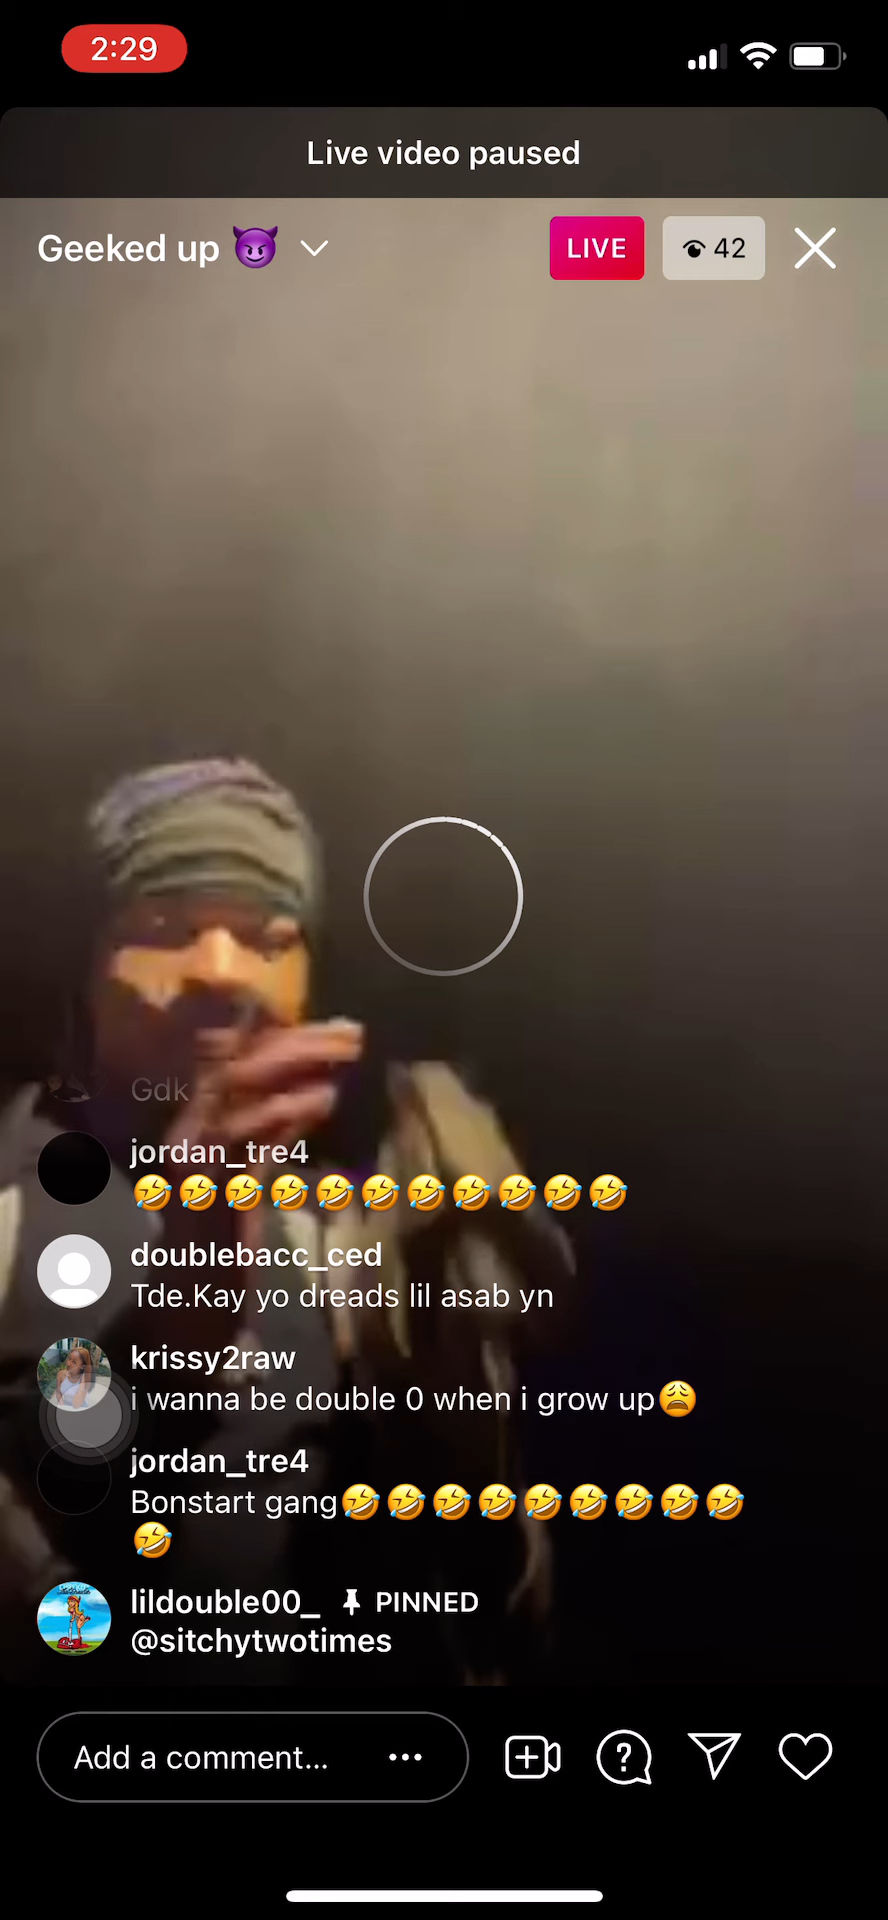 2:29
Live video paused
Geeked up 😈
LIVE
42
Gdk
jordan_tre4
🤣🤣🤣🤣🤣🤣🤣🤣🤣🤣🤣
doublebacc_ced
Tde.Kay yo dreads lil asab yn
krissy2raw
i wanna be double 0 when i grow up😩
jordan_tre4
Bonstart gang🤣🤣🤣🤣🤣🤣🤣🤣🤣
🤣
lildouble00_ PINNED
@sitchytwotimes
Add a comment...